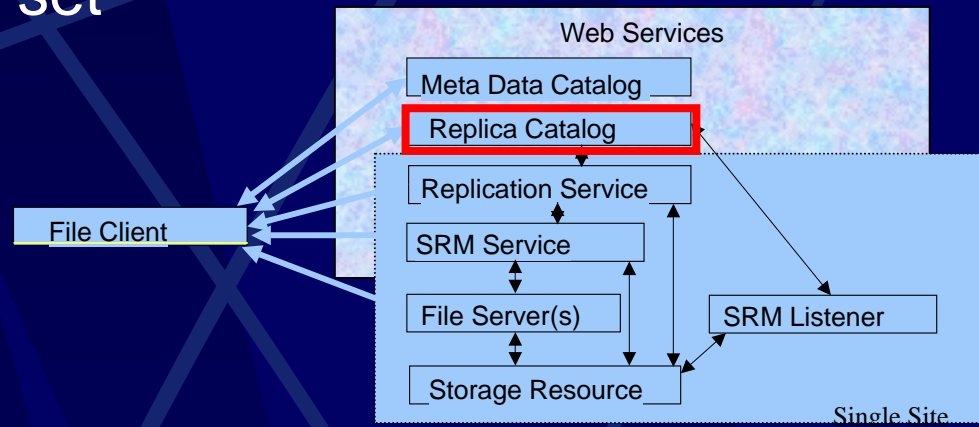 set
Web Services
Meta Data Catalog
Replica Catalog
Replication Service
File Client
SRM Service
File Server(s)
SRM Listener
Storage Resource
Single Site